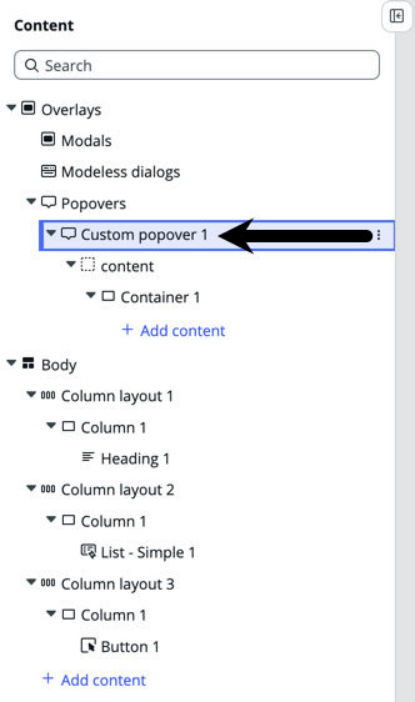 Content
Search
Overlays
Modals
Modeless dialogs
Popovers
Custom popover 1
content
Container 1
+ Add content
Body
Column layout 1
Column 1
Heading 1
Column layout 2
Column 1
List - Simple 1
Column layout 3
Column 1
Button 1
+ Add content